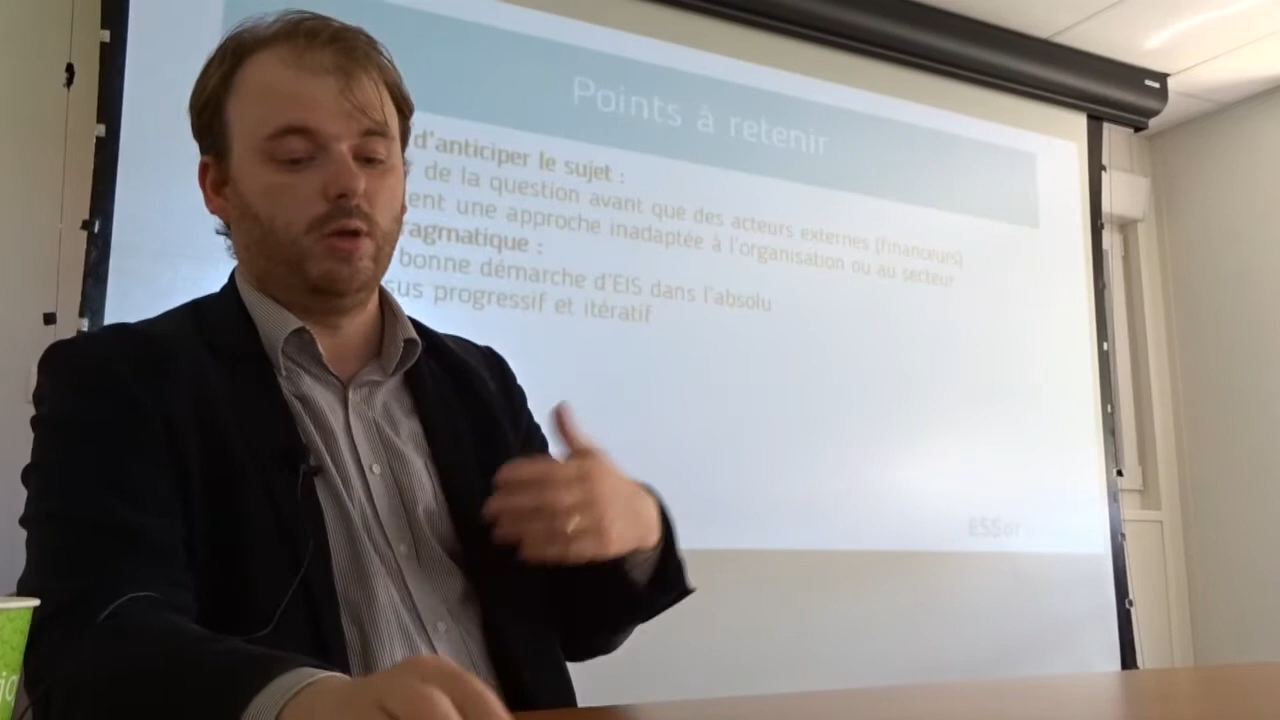 Points à retenir
d'anticiper le sujet :
de la question avant que des acteurs externes (financeurs)
ent une approche inadaptée à l'organisation ou au secteur
ragmatique :
bonne démarche d'EIS dans l'absolu
sus progressif et itératif
ESSor